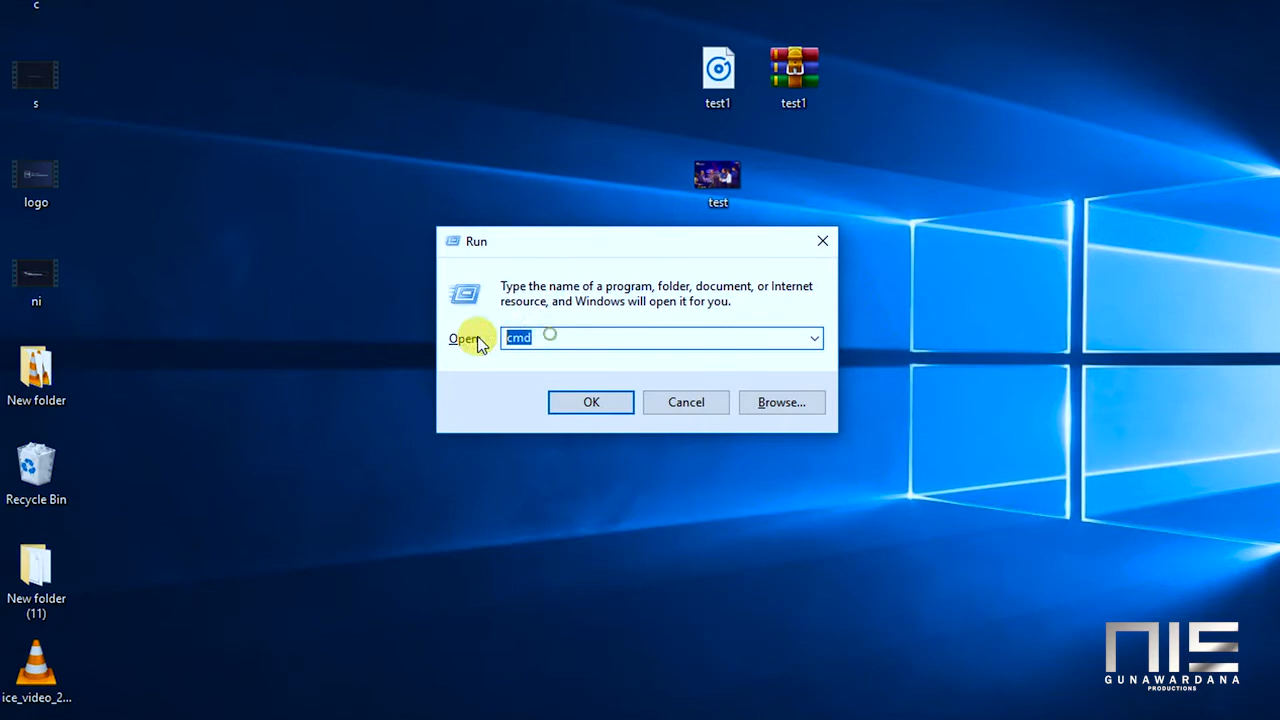 c
s
logo
ni
New folder
Recycle Bin
New folder
(11)
ice_video_2...
test1
test1
test
Run
Type the name of a program, folder, document, or Internet
resource, and Windows will open it for you.
Open:
cmd
OK
Cancel
Browse...
NIS
GUNAWARDANA
PRODUCTIONS